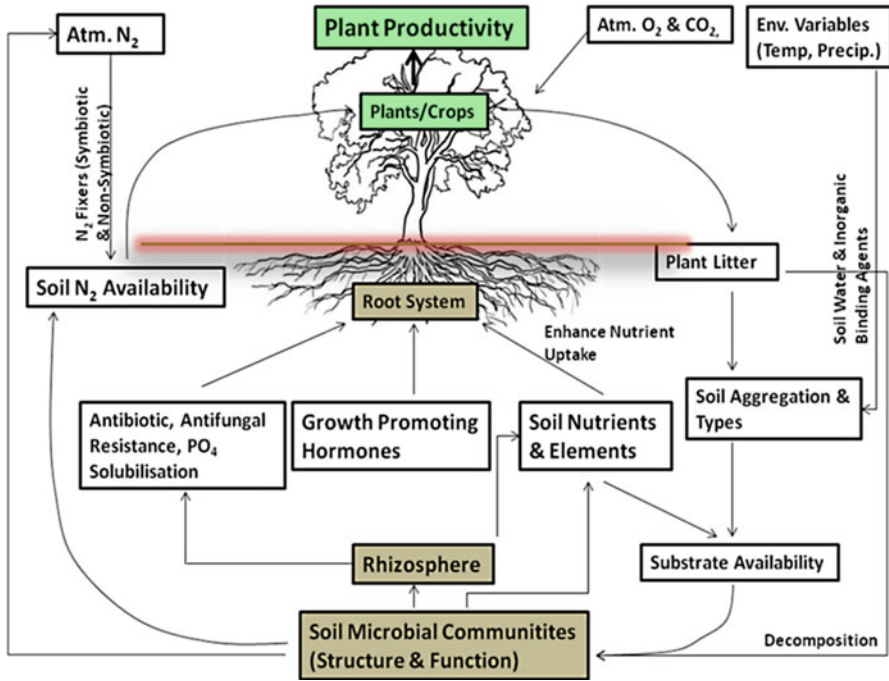 Atm. N₂
Plant Productivity
Atm. O₂ & CO₂,
Env. Variables
(Temp, Precip.)
Plants/Crops
N₂ Fixers (Symbiotic
& Non-Symbiotic)
Soil N₂ Availability
Root System
Plant Litter
Soil Water & Inorganic
Binding Agents
Enhance Nutrient
Uptake
Antibiotic, Antifungal
Resistance, PO₄
Solubilisation
Growth Promoting
Hormones
Soil Nutrients
& Elements
Soil Aggregation &
Types
Rhizosphere
Substrate Availability
Soil Microbial Communitites
(Structure & Function)
Decomposition